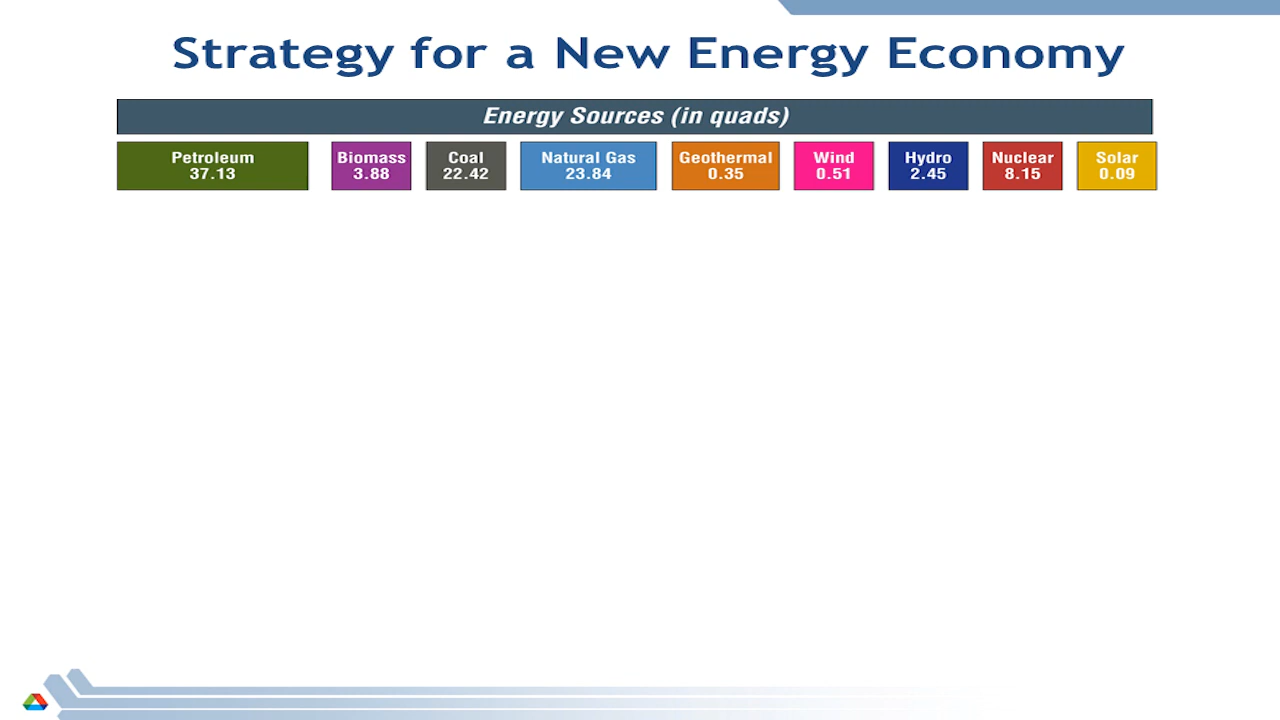 Strategy for a New Energy Economy
Energy Sources (in quads)
Petroleum
37.13
Biomass
3.88
Coal
22.42
Natural Gas
23.84
Geothermal
0.35
Wind
0.51
Hydro
2.45
Nuclear
8.15
Solar
0.09